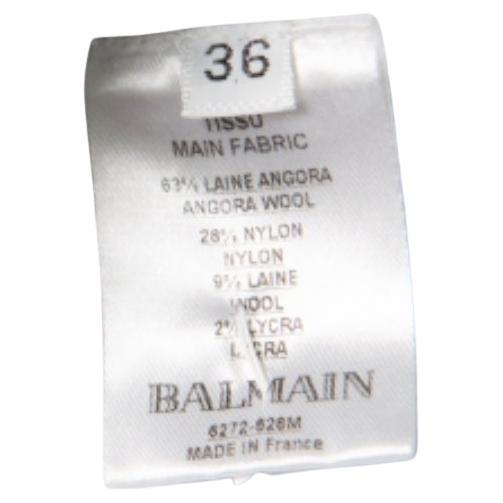 36
TISSU
MAIN FABRIC
63% LAINE ANGORA
ANGORA WOOL
28% NYLON
NYLON
9% LAINE
WOOL
2% LYCRA
LYCRA
BALMAIN
6272-628M
MADE IN France